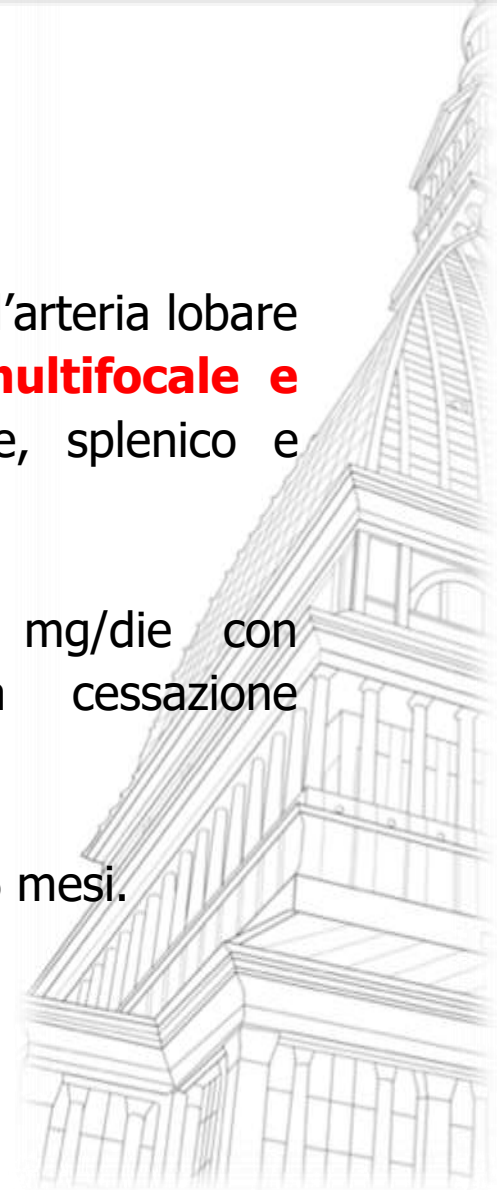 ’arteria lobare
multifocale e
e, splenico e
mg/die con
cessazione
mesi.